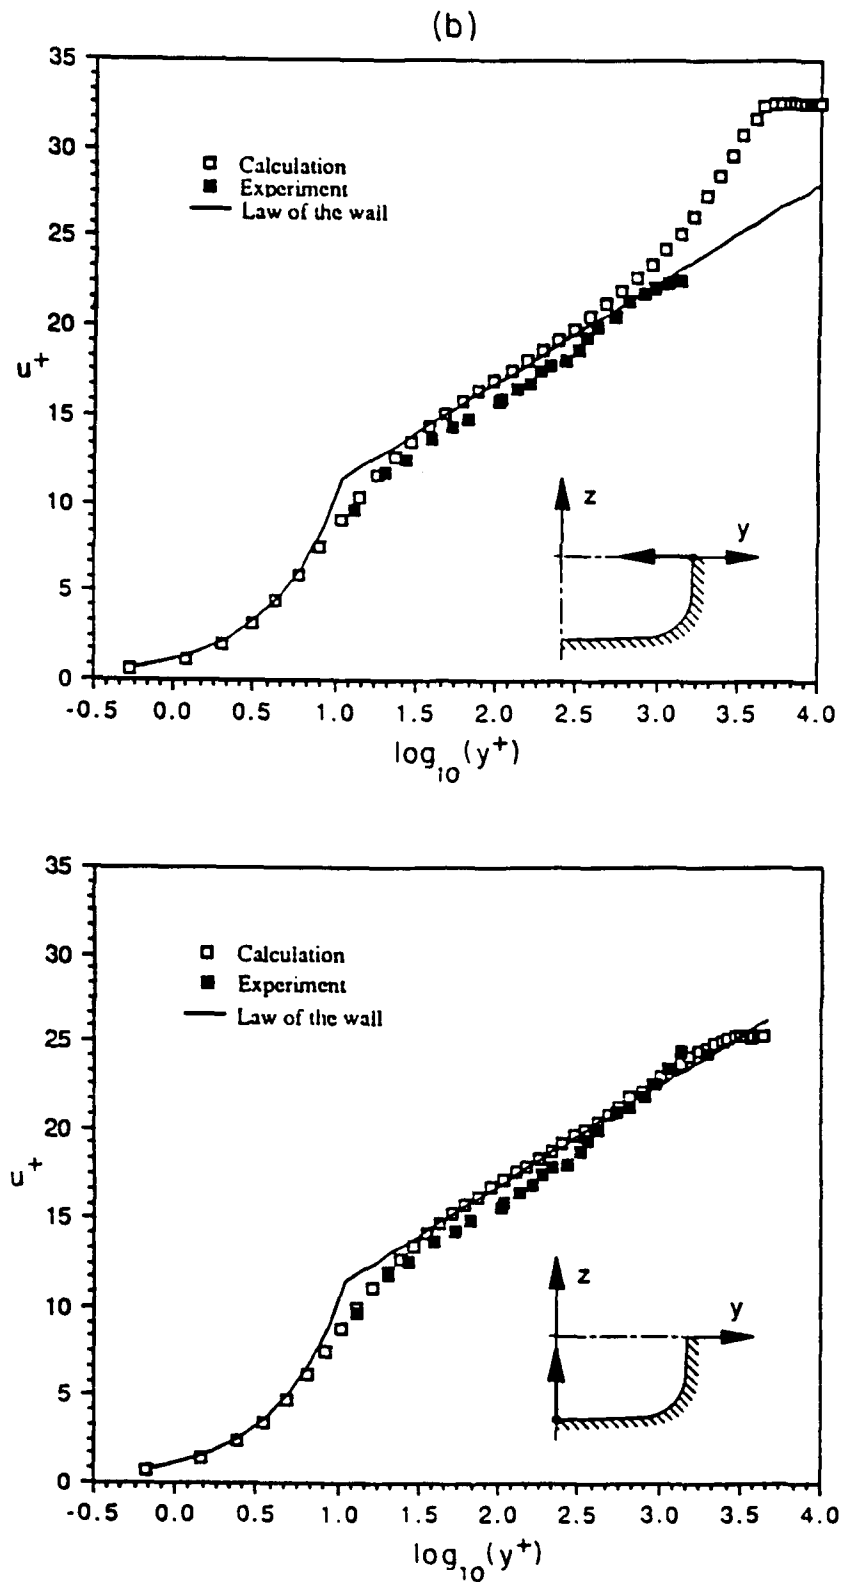 (b)
35
30
25
20
15
10
5
0
u+
Calculation
Experiment
Law of the wall
z
y
-0.5 0.0 0.5 1.0 1.5 2.0 2.5 3.0 3.5 4.0
log10(y+)
35
30
25
20
15
10
5
0
u+
Calculation
Experiment
Law of the wall
z
y
-0.5 0.0 0.5 1.0 1.5 2.0 2.5 3.0 3.5 4.0
log10(y+)